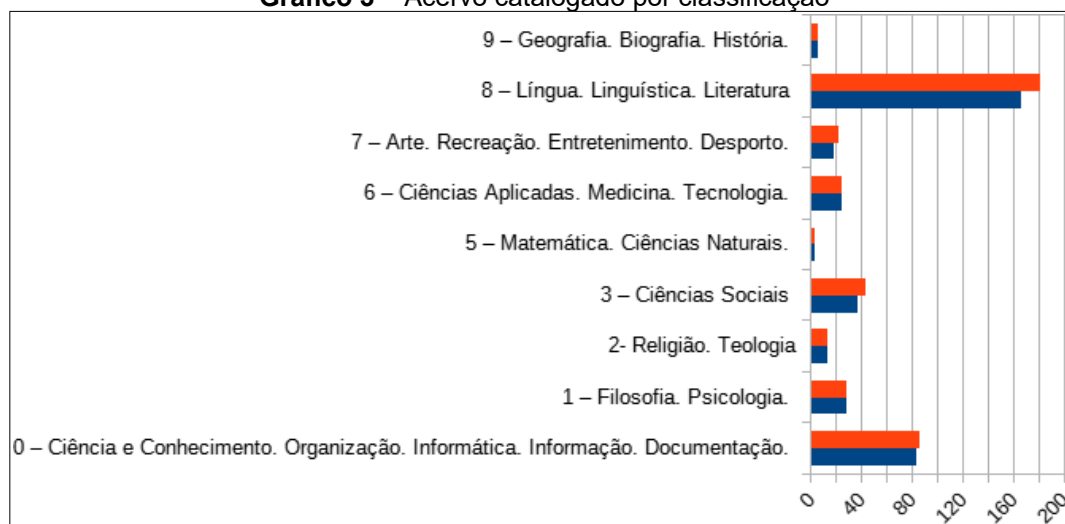 Gráfico 3 – Acervo catalogado por classificação
9 – Geografia. Biografia. História.
8 – Língua. Linguística. Literatura
7 – Arte. Recreação. Entretenimento. Desporto.
6 – Ciências Aplicadas. Medicina. Tecnologia.
5 – Matemática. Ciências Naturais.
3 – Ciências Sociais
2- Religião. Teologia
1 – Filosofia. Psicologia.
0 – Ciência e Conhecimento. Organização. Informática. Informação. Documentação.
0 40 80 120 160 200